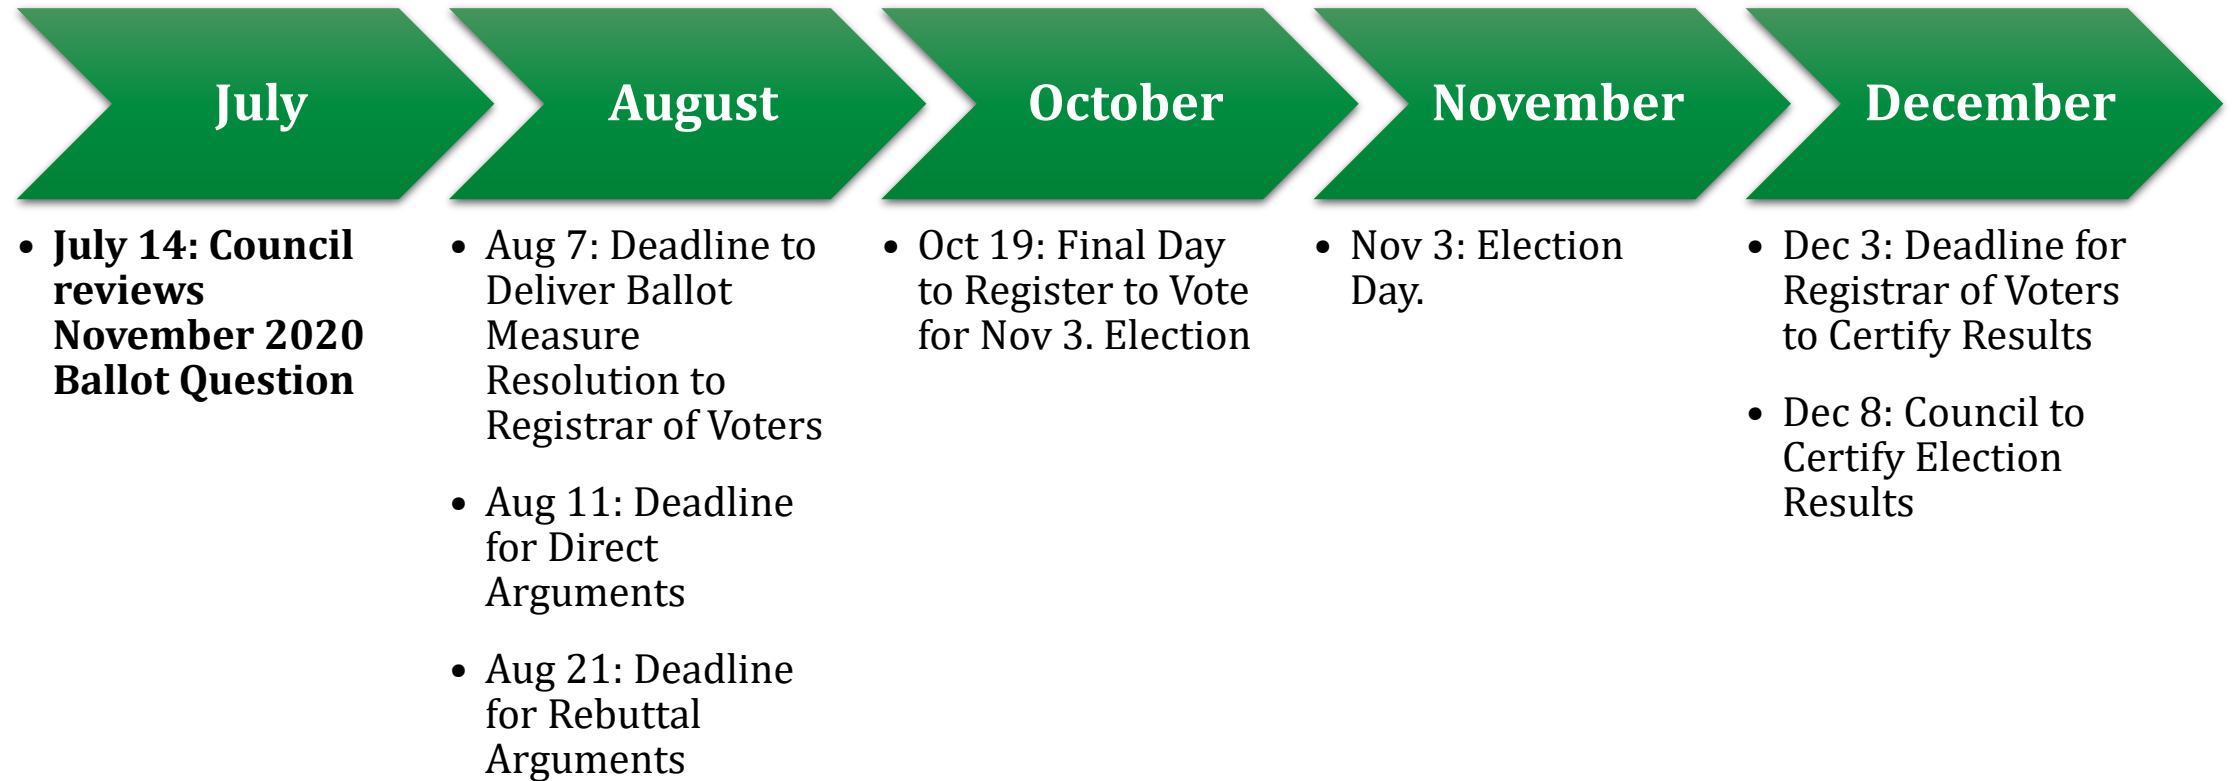 July
August
October
November
December
• July 14: Council
reviews
November 2020
Ballot Question
• Aug 7: Deadline to
Deliver Ballot
Measure
Resolution to
Registrar of Voters
• Aug 11: Deadline
for Direct
Arguments
• Aug 21: Deadline
for Rebuttal
Arguments
• Oct 19: Final Day
to Register to Vote
for Nov 3. Election
• Nov 3: Election
Day.
• Dec 3: Deadline for
Registrar of Voters
to Certify Results
• Dec 8: Council to
Certify Election
Results